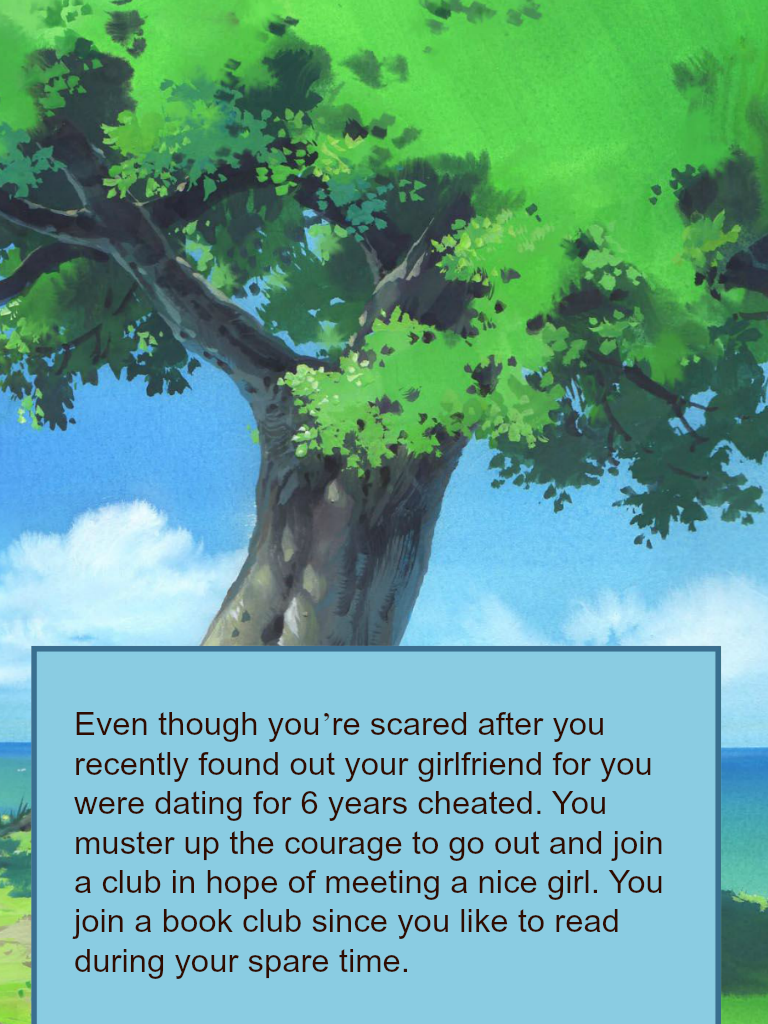 Even though you’re scared after you
recently found out your girlfriend for you
were dating for 6 years cheated. You
muster up the courage to go out and join
a club in hope of meeting a nice girl. You
join a book club since you like to read
during your spare time.